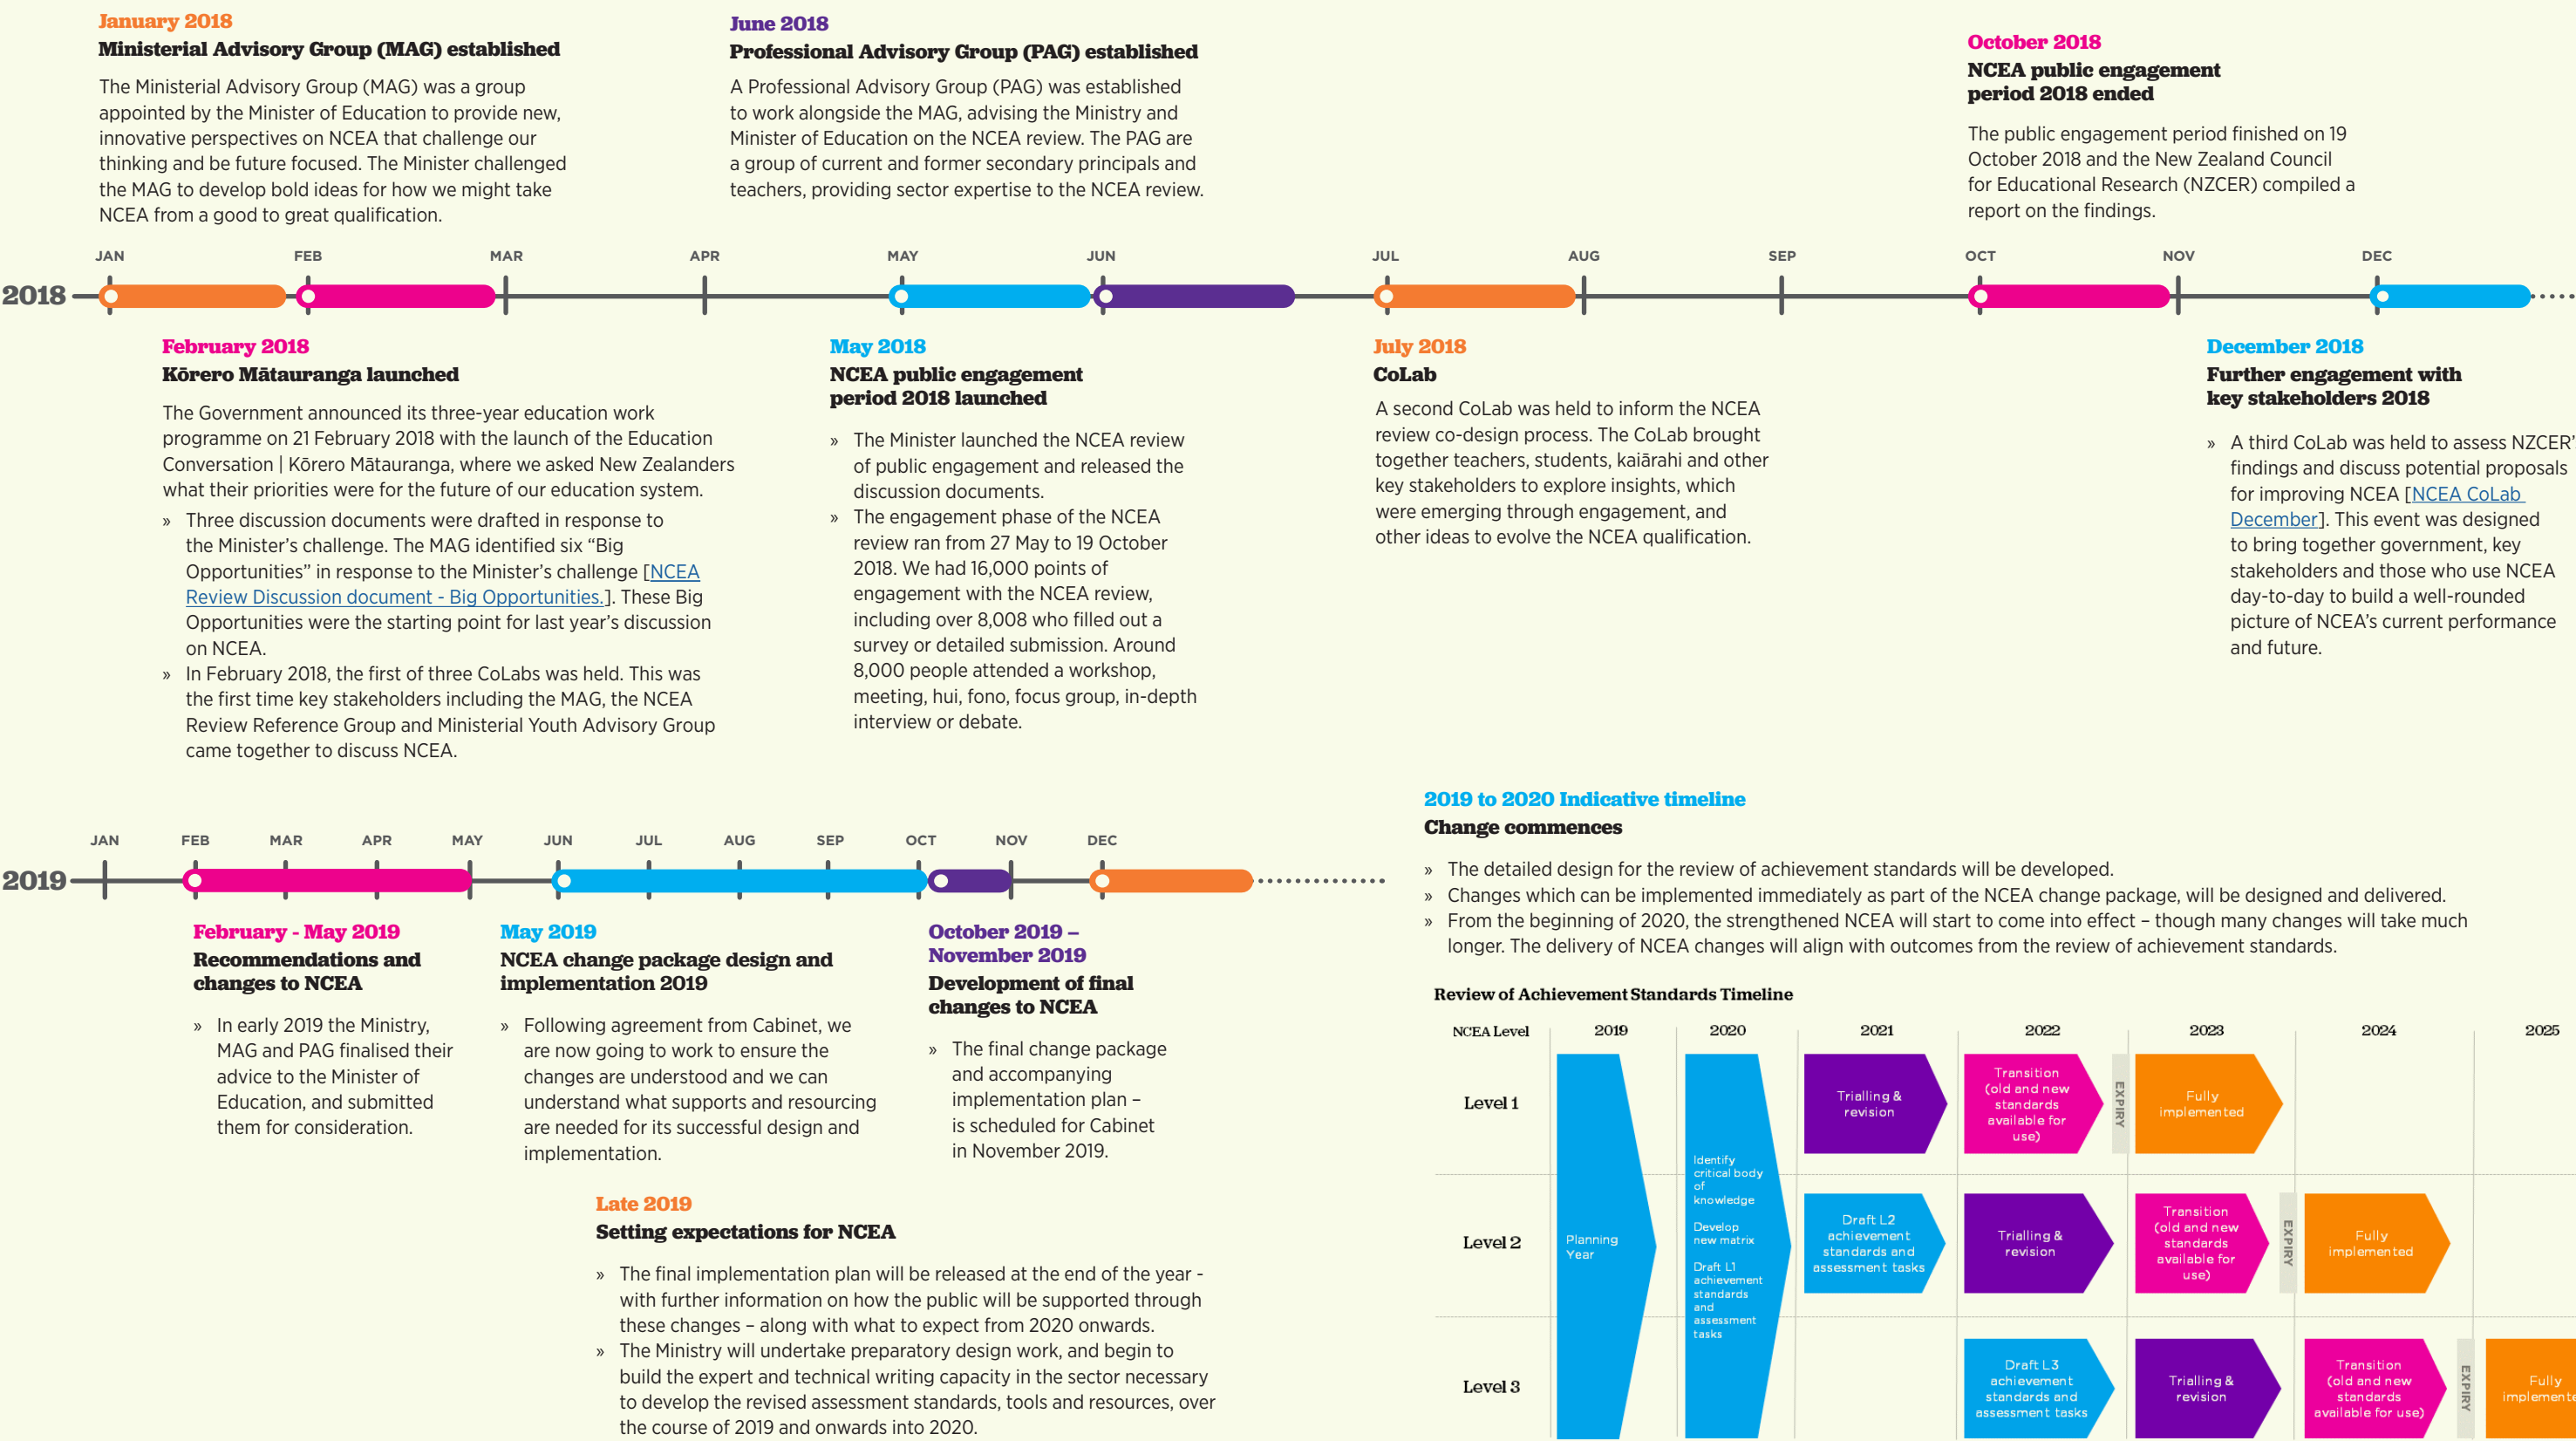 January 2018
Ministerial Advisory Group (MAG) established
The Ministerial Advisory Group (MAG) was a group
appointed by the Minister of Education to provide new,
innovative perspectives on NCEA that challenge our
thinking and be future focused. The Minister challenged
the MAG to develop bold ideas for how we might take
NCEA from a good to great qualification.
June 2018
Professional Advisory Group (PAG) established
A Professional Advisory Group (PAG) was established
to work alongside the MAG, advising the Ministry and
Minister of Education on the NCEA review. The PAG are
a group of current and former secondary principals and
teachers, providing sector expertise to the NCEA review.
October 2018
NCEA public engagement
period 2018 ended
The public engagement period finished on 19
October 2018 and the New Zealand Council
for Educational Research (NZCER) compiled a
report on the findings.
JAN FEB MAR APR MAY JUN JUL AUG SEP OCT NOV DEC
2018
February 2018
Kōrero Mātauranga launched
The Government announced its three-year education work
programme on 21 February 2018 with the launch of the Education
Conversation | Kōrero Mātauranga, where we asked New Zealanders
what their priorities were for the future of our education system.
» Three discussion documents were drafted in response to
the Minister's challenge. The MAG identified six “Big
Opportunities” in response to the Minister's challenge [NCEA
Review Discussion document - Big Opportunities.]. These Big
Opportunities were the starting point for last year's discussion
on NCEA.
» In February 2018, the first of three CoLabs was held. This was
the first time key stakeholders including the MAG, the NCEA
Review Reference Group and Ministerial Youth Advisory Group
came together to discuss NCEA.
May 2018
NCEA public engagement
period 2018 launched
» The Minister launched the NCEA review
of public engagement and released the
discussion documents.
» The engagement phase of the NCEA
review ran from 27 May to 19 October
2018. We had 16,000 points of
engagement with the NCEA review,
including over 8,008 who filled out a
survey or detailed submission. Around
8,000 people attended a workshop,
meeting, hui, fono, focus group, in-depth
interview or debate.
July 2018
CoLab
A second CoLab was held to inform the NCEA
review co-design process. The CoLab brought
together teachers, students, kaiārahi and other
key stakeholders to explore insights, which
were emerging through engagement, and
other ideas to evolve the NCEA qualification.
December 2018
Further engagement with
key stakeholders 2018
» A third CoLab was held to assess NZCER'
findings and discuss potential proposals
for improving NCEA [NCEA CoLab
December]. This event was designed
to bring together government, key
stakeholders and those who use NCEA
day-to-day to build a well-rounded
picture of NCEA's current performance
and future.
JAN FEB MAR APR MAY JUN JUL AUG SEP OCT NOV DEC
2019
February - May 2019
Recommendations and
changes to NCEA
» In early 2019 the Ministry,
MAG and PAG finalised their
advice to the Minister of
Education, and submitted
them for consideration.
May 2019
NCEA change package design and
implementation 2019
» Following agreement from Cabinet, we
are now going to work to ensure the
changes are understood and we can
understand what supports and resourcing
are needed for its successful design and
implementation.
October 2019 –
November 2019
Development of final
changes to NCEA
» The final change package
and accompanying
implementation plan –
is scheduled for Cabinet
in November 2019.
Late 2019
Setting expectations for NCEA
» The final implementation plan will be released at the end of the year -
with further information on how the public will be supported through
these changes – along with what to expect from 2020 onwards.
» The Ministry will undertake preparatory design work, and begin to
build the expert and technical writing capacity in the sector necessary
to develop the revised assessment standards, tools and resources, over
the course of 2019 and onwards into 2020.
2019 to 2020 Indicative timeline
Change commences
» The detailed design for the review of achievement standards will be developed.
» Changes which can be implemented immediately as part of the NCEA change package, will be designed and delivered.
» From the beginning of 2020, the strengthened NCEA will start to come into effect – though many changes will take much
longer. The delivery of NCEA changes will align with outcomes from the review of achievement standards.
Review of Achievement Standards Timeline
NCEA Level 2019 2020 2021 2022 2023 2024 2025
Planning
Year
Identify
critical body
of
knowledge
Develop
new matrix
Draft L1
achievement
standards
and
assessment
tasks
Level 1
Trialling &
revision
Transition
(old and new
standards
available for
use)
EXPIRY
Fully
implemented
Level 2
Draft L2
achievement
standards and
assessment tasks
Trialling &
revision
Transition
(old and new
standards
available for
use)
EXPIRY
Fully
implemented
Level 3
Draft L3
achievement
standards and
assessment tasks
Trialling &
revision
Transition
(old and new
standards
available for use)
EXPIRY
Fully
implemente